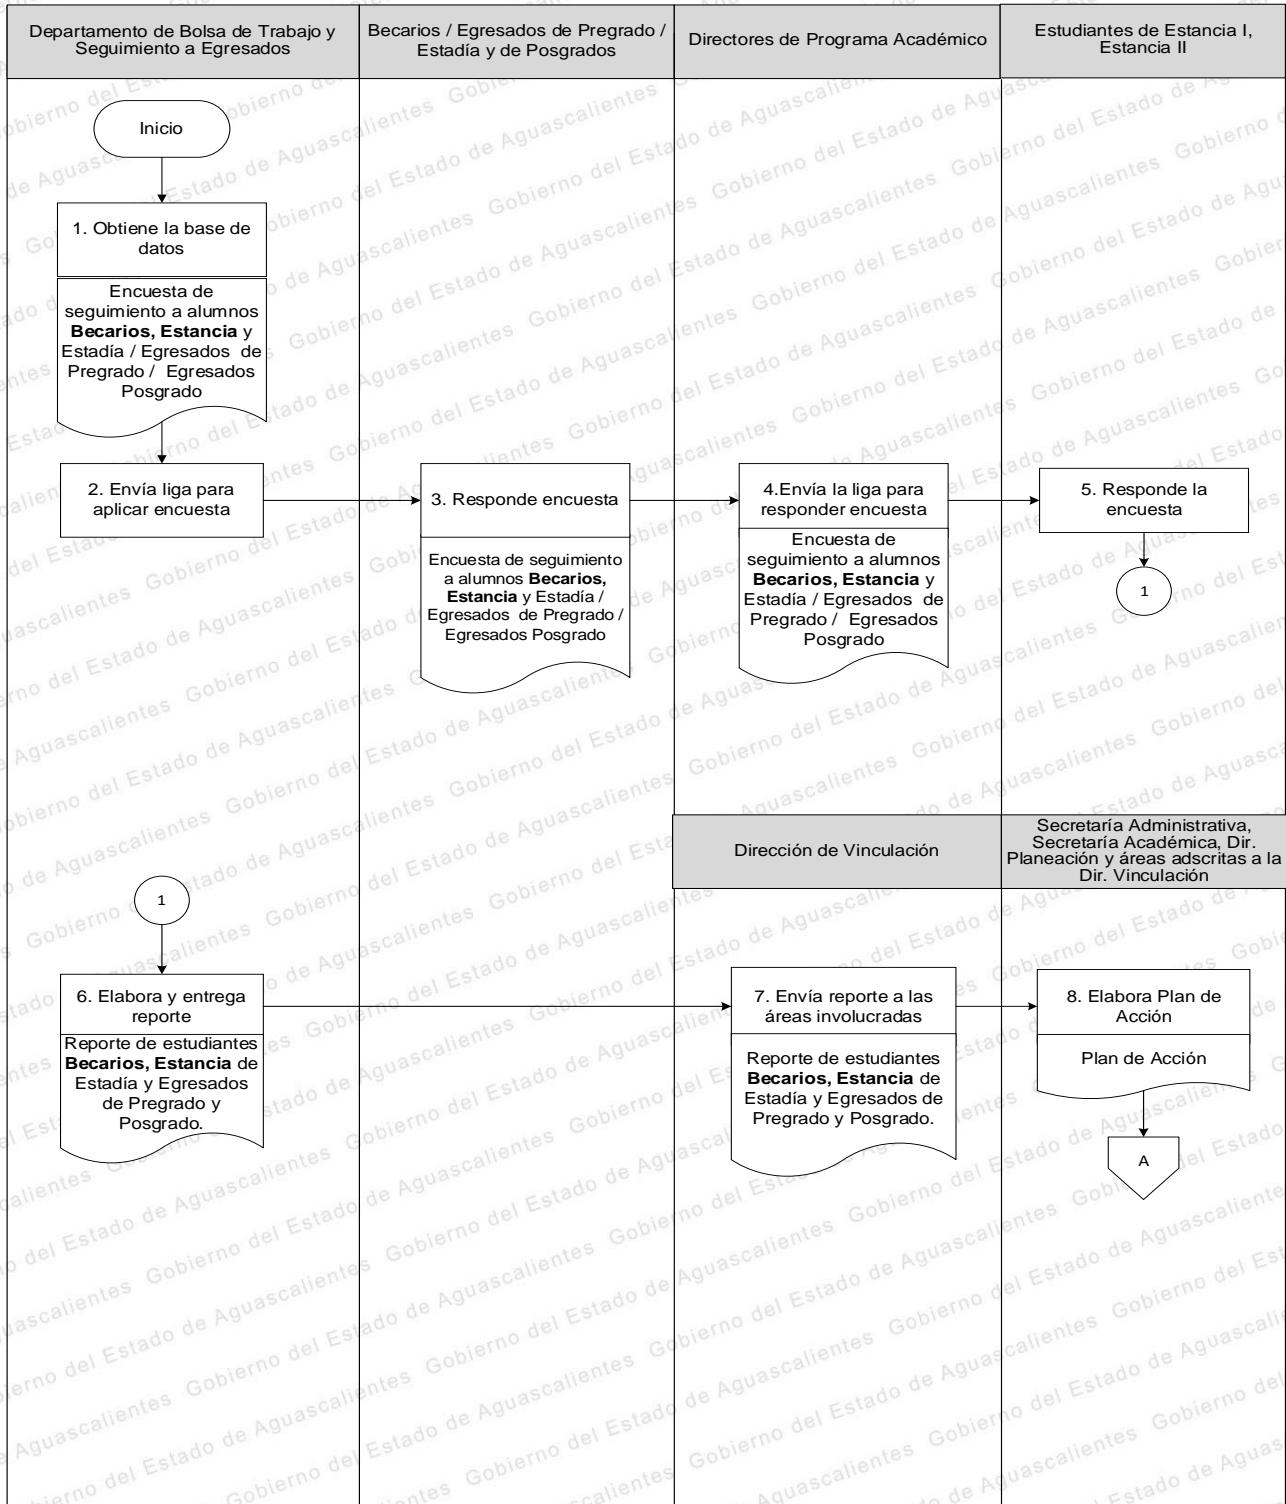 Departamento de Bolsa de Trabajo y
Seguimiento a Egresados
Becarios / Egresados de Pregrado /
Estadía y de Posgrados
Directores de Programa Académico
Estudiantes de Estancia I,
Estancia II
Inicio
1. Obtiene la base de
datos
Encuesta de
seguimiento a alumnos
Becarios, Estancia y
Estadía / Egresados de
Pregrado / Egresados
Posgrado
2. Envía liga para
aplicar encuesta
3. Responde encuesta
Encuesta de seguimiento
a alumnos Becarios,
Estancia y Estadía /
Egresados de Pregrado /
Egresados Posgrado
4.Envía la liga para
responder encuesta
Encuesta de
seguimiento a alumnos
Becarios, Estancia y
Estadía / Egresados de
Pregrado / Egresados
Posgrado
5. Responde la
encuesta
1
Dirección de Vinculación
Secretaría Administrativa,
Secretaría Académica, Dir.
Planeación y áreas adscritas a la
Dir. Vinculación
1
6. Elabora y entrega
reporte
Reporte de estudiantes
Becarios, Estancia de
Estadía y Egresados
de Pregrado y
Posgrado.
7. Envía reporte a las
áreas involucradas
Reporte de estudiantes
Becarios, Estancia de
Estadía y Egresados de
Pregrado y Posgrado.
8. Elabora Plan de
Acción
Plan de Acción
A
Gobierno del Estado de Aguascalientes